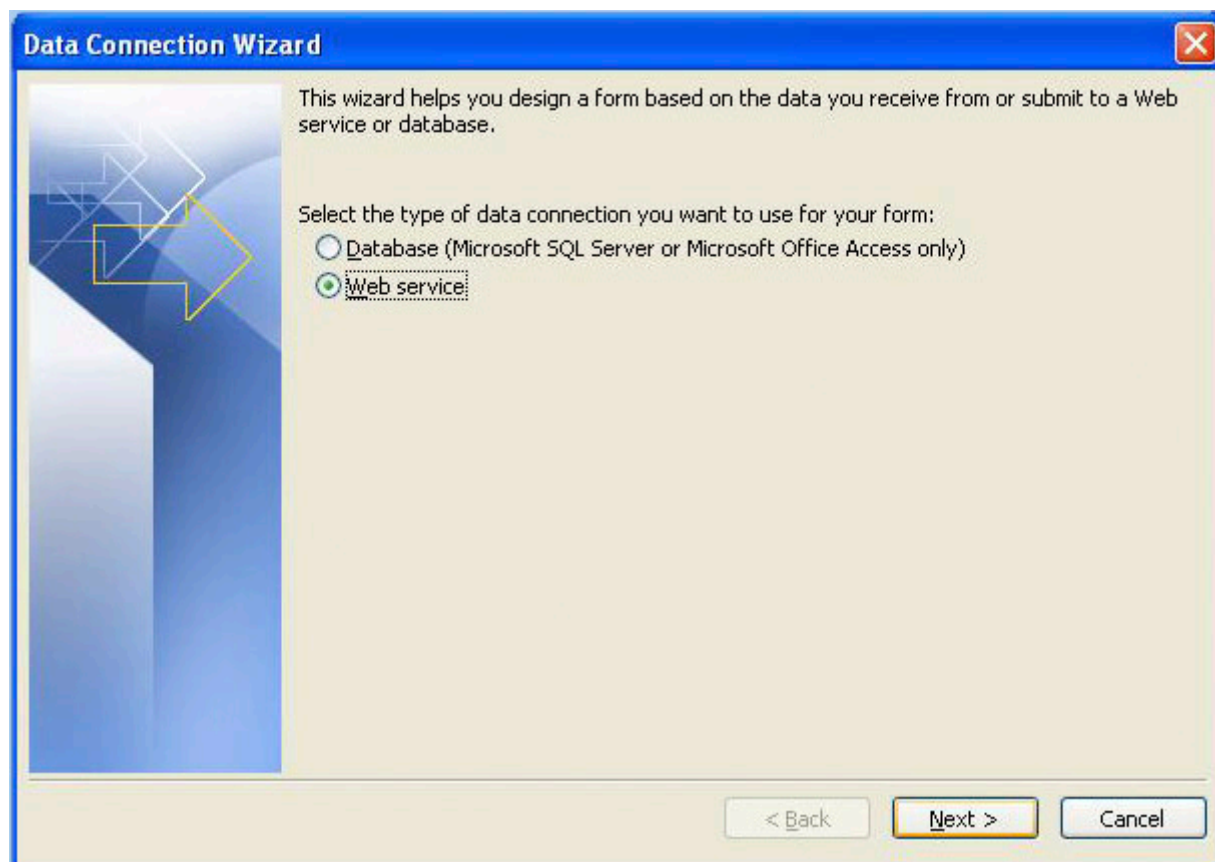 Data Connection Wizard
This wizard helps you design a form based on the data you receive from or submit to a Web
service or database.
Select the type of data connection you want to use for your form:
Database (Microsoft SQL Server or Microsoft Office Access only)
Web service
< Back
Next >
Cancel